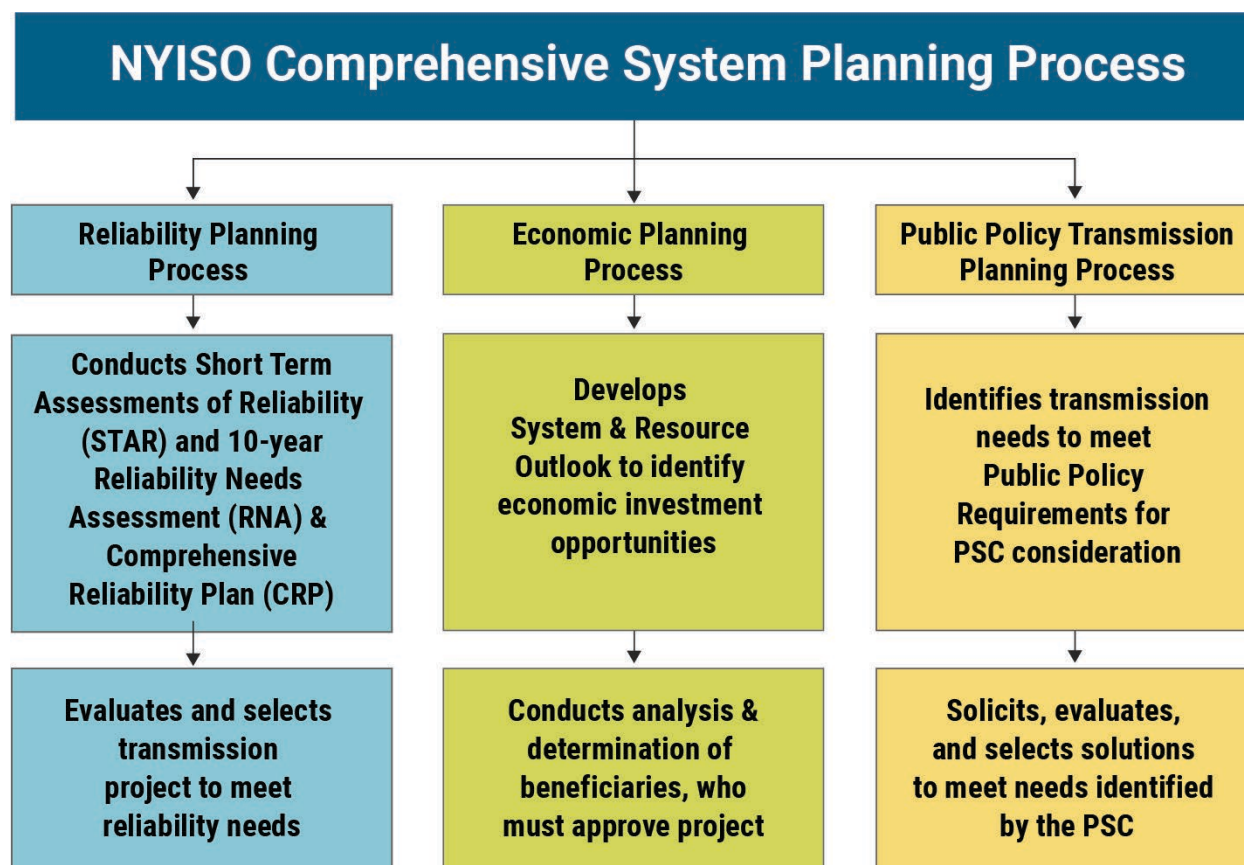 NYISO Comprehensive System Planning Process
Reliability Planning
Process
Economic Planning
Process
Public Policy Transmission
Planning Process
Conducts Short Term
Assessments of Reliability
(STAR) and 10-year
Reliability Needs
Assessment (RNA) &
Comprehensive
Reliability Plan (CRP)
Develops
System & Resource
Outlook to identify
economic investment
opportunities
Identifies transmission
needs to meet
Public Policy
Requirements for
PSC consideration
Evaluates and selects
transmission
project to meet
reliability needs
Conducts analysis &
determination of
beneficiaries, who
must approve project
Solicits, evaluates,
and selects solutions
to meet needs identified
by the PSC